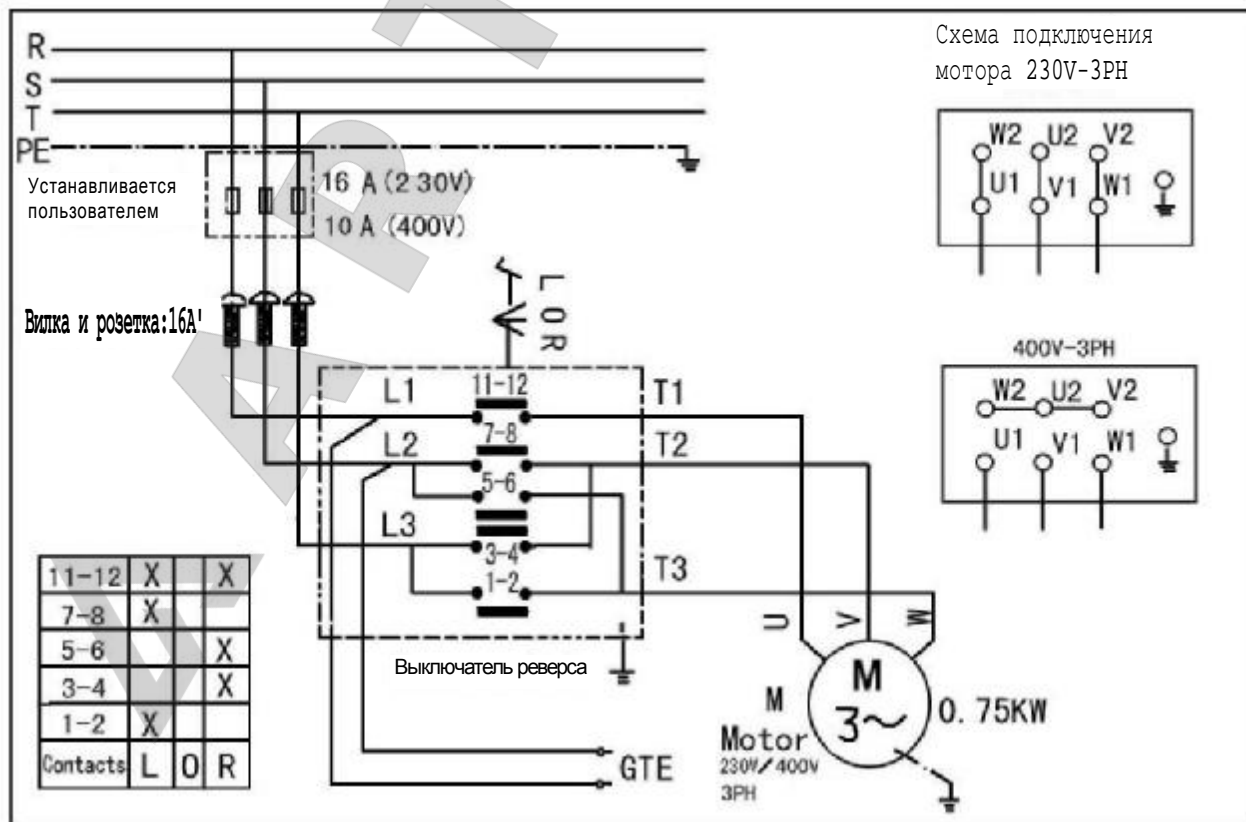 R
S
T
PE
Устанавливается
пользователем
16 A (2 30V)
10 A (400V)
Вилка и розетка:16А'
L O R
L1
11-12
T1
7-8
L2
T2
5-6
L3
3-4
T3
1-2
Выключатель реверса
GTE
U
V
W
M
3~
M
Motor
230V/400V
3PH
0.75KW
11-12 X X
7-8 X
5-6 X
3-4 X
1-2 X
Contacts L O R
Схема подключения
мотора 230V-3PH
W2 U2 V2
U1 V1 W1
400V-3PH
W2 U2 V2
U1 V1 W1